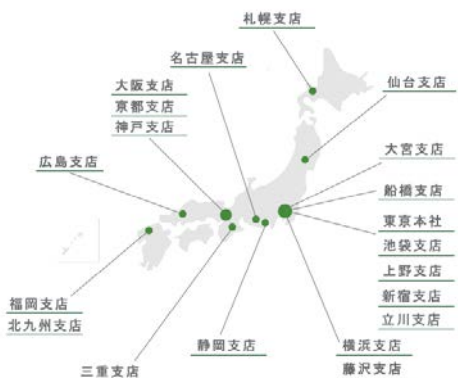 札幌支店
名古屋支店
仙台支店
大阪支店
京都支店
神戸支店
大宮支店
広島支店
船橋支店
東京本社
池袋支店
上野支店
新宿支店
立川支店
福岡支店
北九州支店
静岡支店
横浜支店
藤沢支店
三重支店